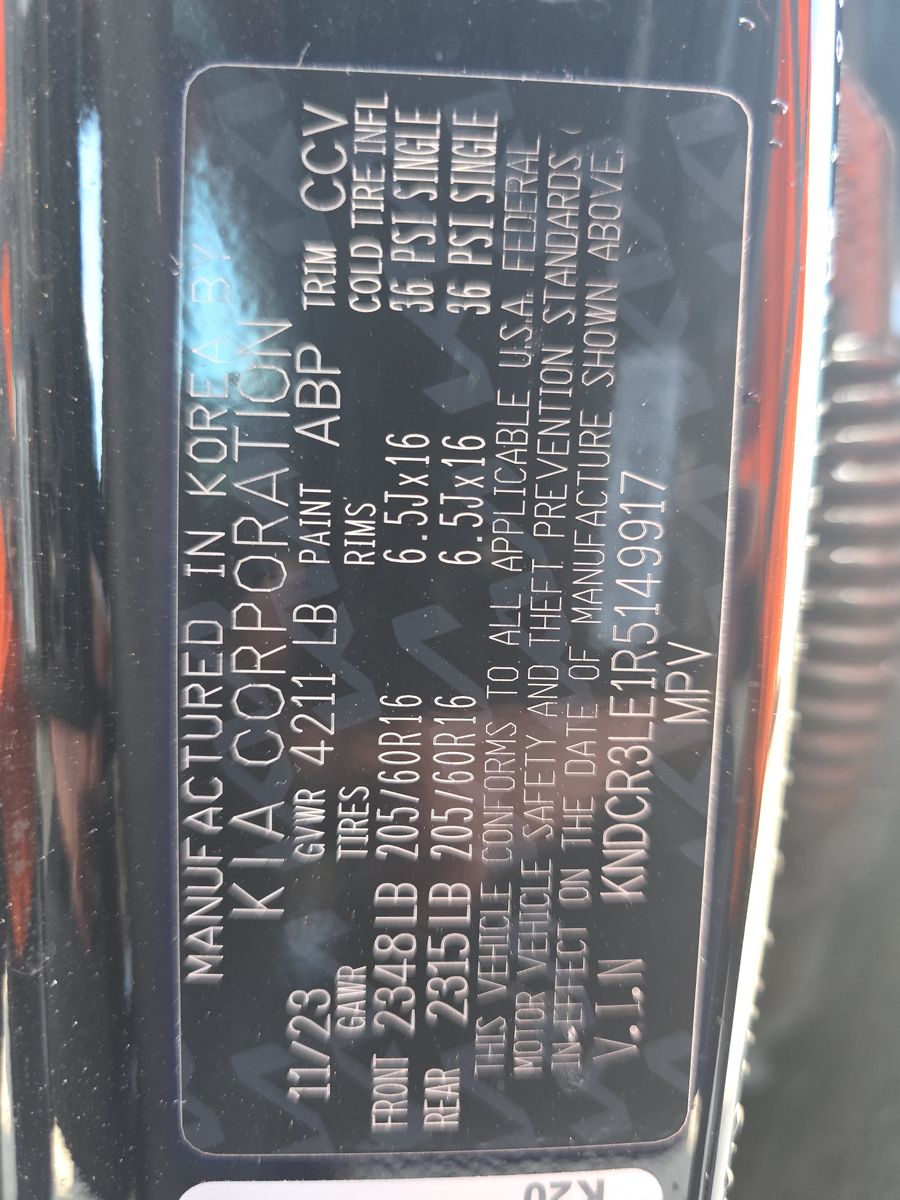 MANUFACTURED IN KOREA BY
KIA CORPORATION
11/23 GVWR 4211 LB PAINT ABP TRIM CCV
GAWR TIRES RIMS COLD TIRE INFL
FRONT 2348LB 205/60R16 6.5Jx16 36 PSI SINGLE
REAR 2315LB 205/60R16 6.5Jx16 36 PSI SINGLE
THIS VEHICLE CONFORMS TO ALL APPLICABLE U.S.A. FEDERAL
MOTOR VEHICLE SAFETY AND THEFT PREVENTION STANDARDS
IN EFFECT ON THE DATE OF MANUFACTURE SHOWN ABOVE.
V.I.N KNDCR3LE1R5149917
MPV
K20